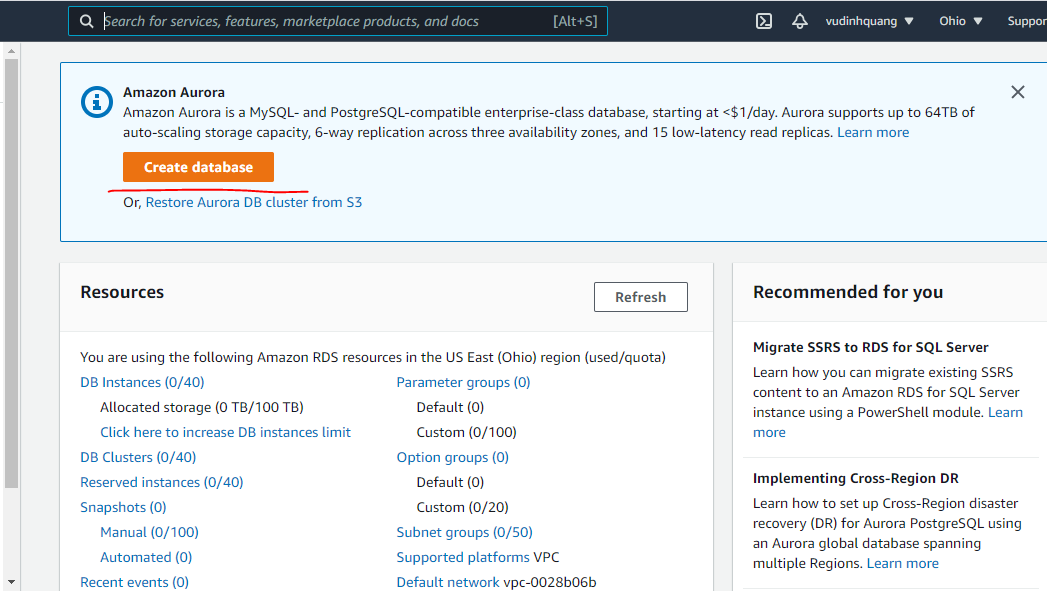 Search for services, features, marketplace products, and docs [Alt+S] vudinhquang Ohio Suppor
Amazon Aurora
Amazon Aurora is a MySQL- and PostgreSQL-compatible enterprise-class database, starting at <$1/day. Aurora supports up to 64TB of
auto-scaling storage capacity, 6-way replication across three availability zones, and 15 low-latency read replicas. Learn more
Create database
Or, Restore Aurora DB cluster from S3
Resources
Refresh
You are using the following Amazon RDS resources in the US East (Ohio) region (used/quota)
DB Instances (0/40)
Allocated storage (0 TB/100 TB)
Click here to increase DB instances limit
DB Clusters (0/40)
Reserved instances (0/40)
Snapshots (0)
Manual (0/100)
Automated (0)
Recent events (0)
Parameter groups (0)
Default (0)
Custom (0/100)
Option groups (0)
Default (0)
Custom (0/20)
Subnet groups (0/50)
Supported platforms VPC
Default network vpc-0028b06b
Recommended for you
Migrate SSRS to RDS for SQL Server
Learn how you can migrate existing SSRS
content to an Amazon RDS for SQL Server
instance using a PowerShell module. Learn
more
Implementing Cross-Region DR
Learn how to set up Cross-Region disaster
recovery (DR) for Aurora PostgreSQL using
an Aurora global database spanning
multiple Regions. Learn more